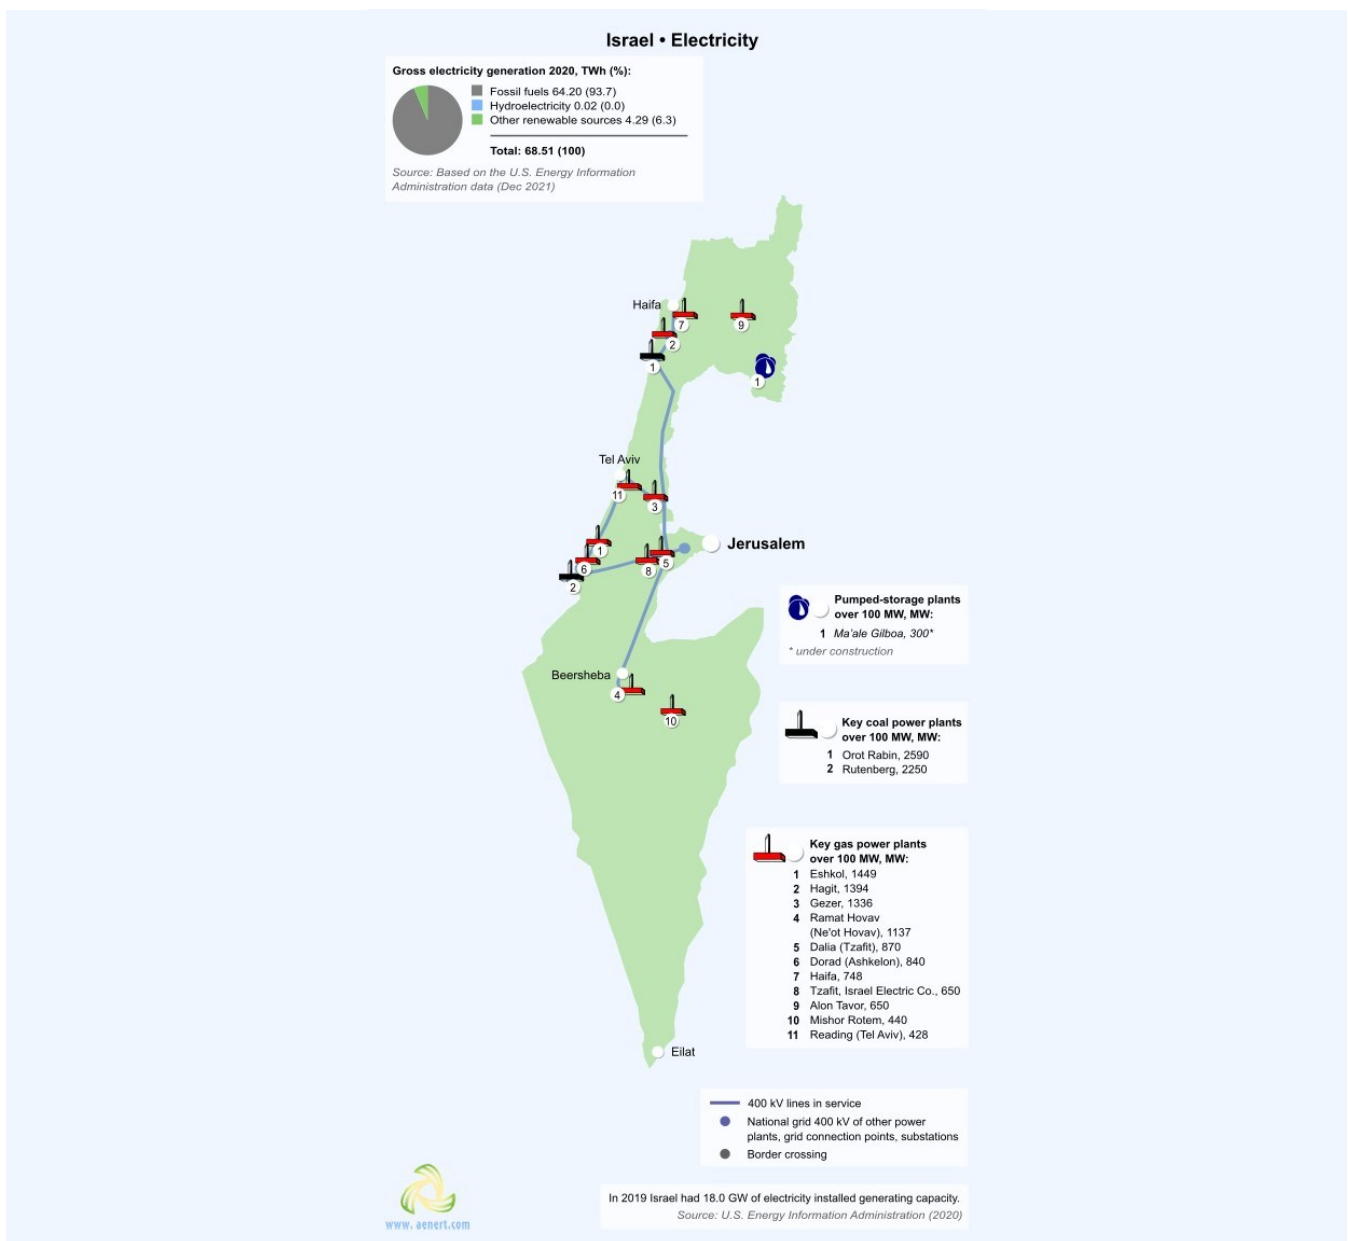 Israel • Electricity
Gross electricity generation 2020, TWh (%):
Fossil fuels 64.20 (93.7)
Hydroelectricity 0.02 (0.0)
Other renewable sources 4.29 (6.3)
Total: 68.51 (100)
Source: Based on the U.S. Energy Information
Administration data (Dec 2021)
Haifa
7
9
2
1
1
Tel Aviv
11
3
Jerusalem
1
6
8
5
2
Beersheba
4
10
Eilat
Pumped-storage plants
over 100 MW, MW:
1 Ma'ale Gilboa, 300*
* under construction
Key coal power plants
over 100 MW, MW:
1 Orot Rabin, 2590
2 Rutenberg, 2250
Key gas power plants
over 100 MW, MW:
1 Eshkol, 1449
2 Hagit, 1394
3 Gezer, 1336
4 Ramat Hovav
(Ne'ot Hovav), 1137
5 Dalia (Tzafit), 870
6 Dorad (Ashkelon), 840
7 Haifa, 748
8 Tzafit, Israel Electric Co., 650
9 Alon Tavor, 650
10 Mishor Rotem, 440
11 Reading (Tel Aviv), 428
400 kV lines in service
National grid 400 kV of other power
plants, grid connection points, substations
Border crossing
In 2019 Israel had 18.0 GW of electricity installed generating capacity.
Source: U.S. Energy Information Administration (2020)
www.aenert.com